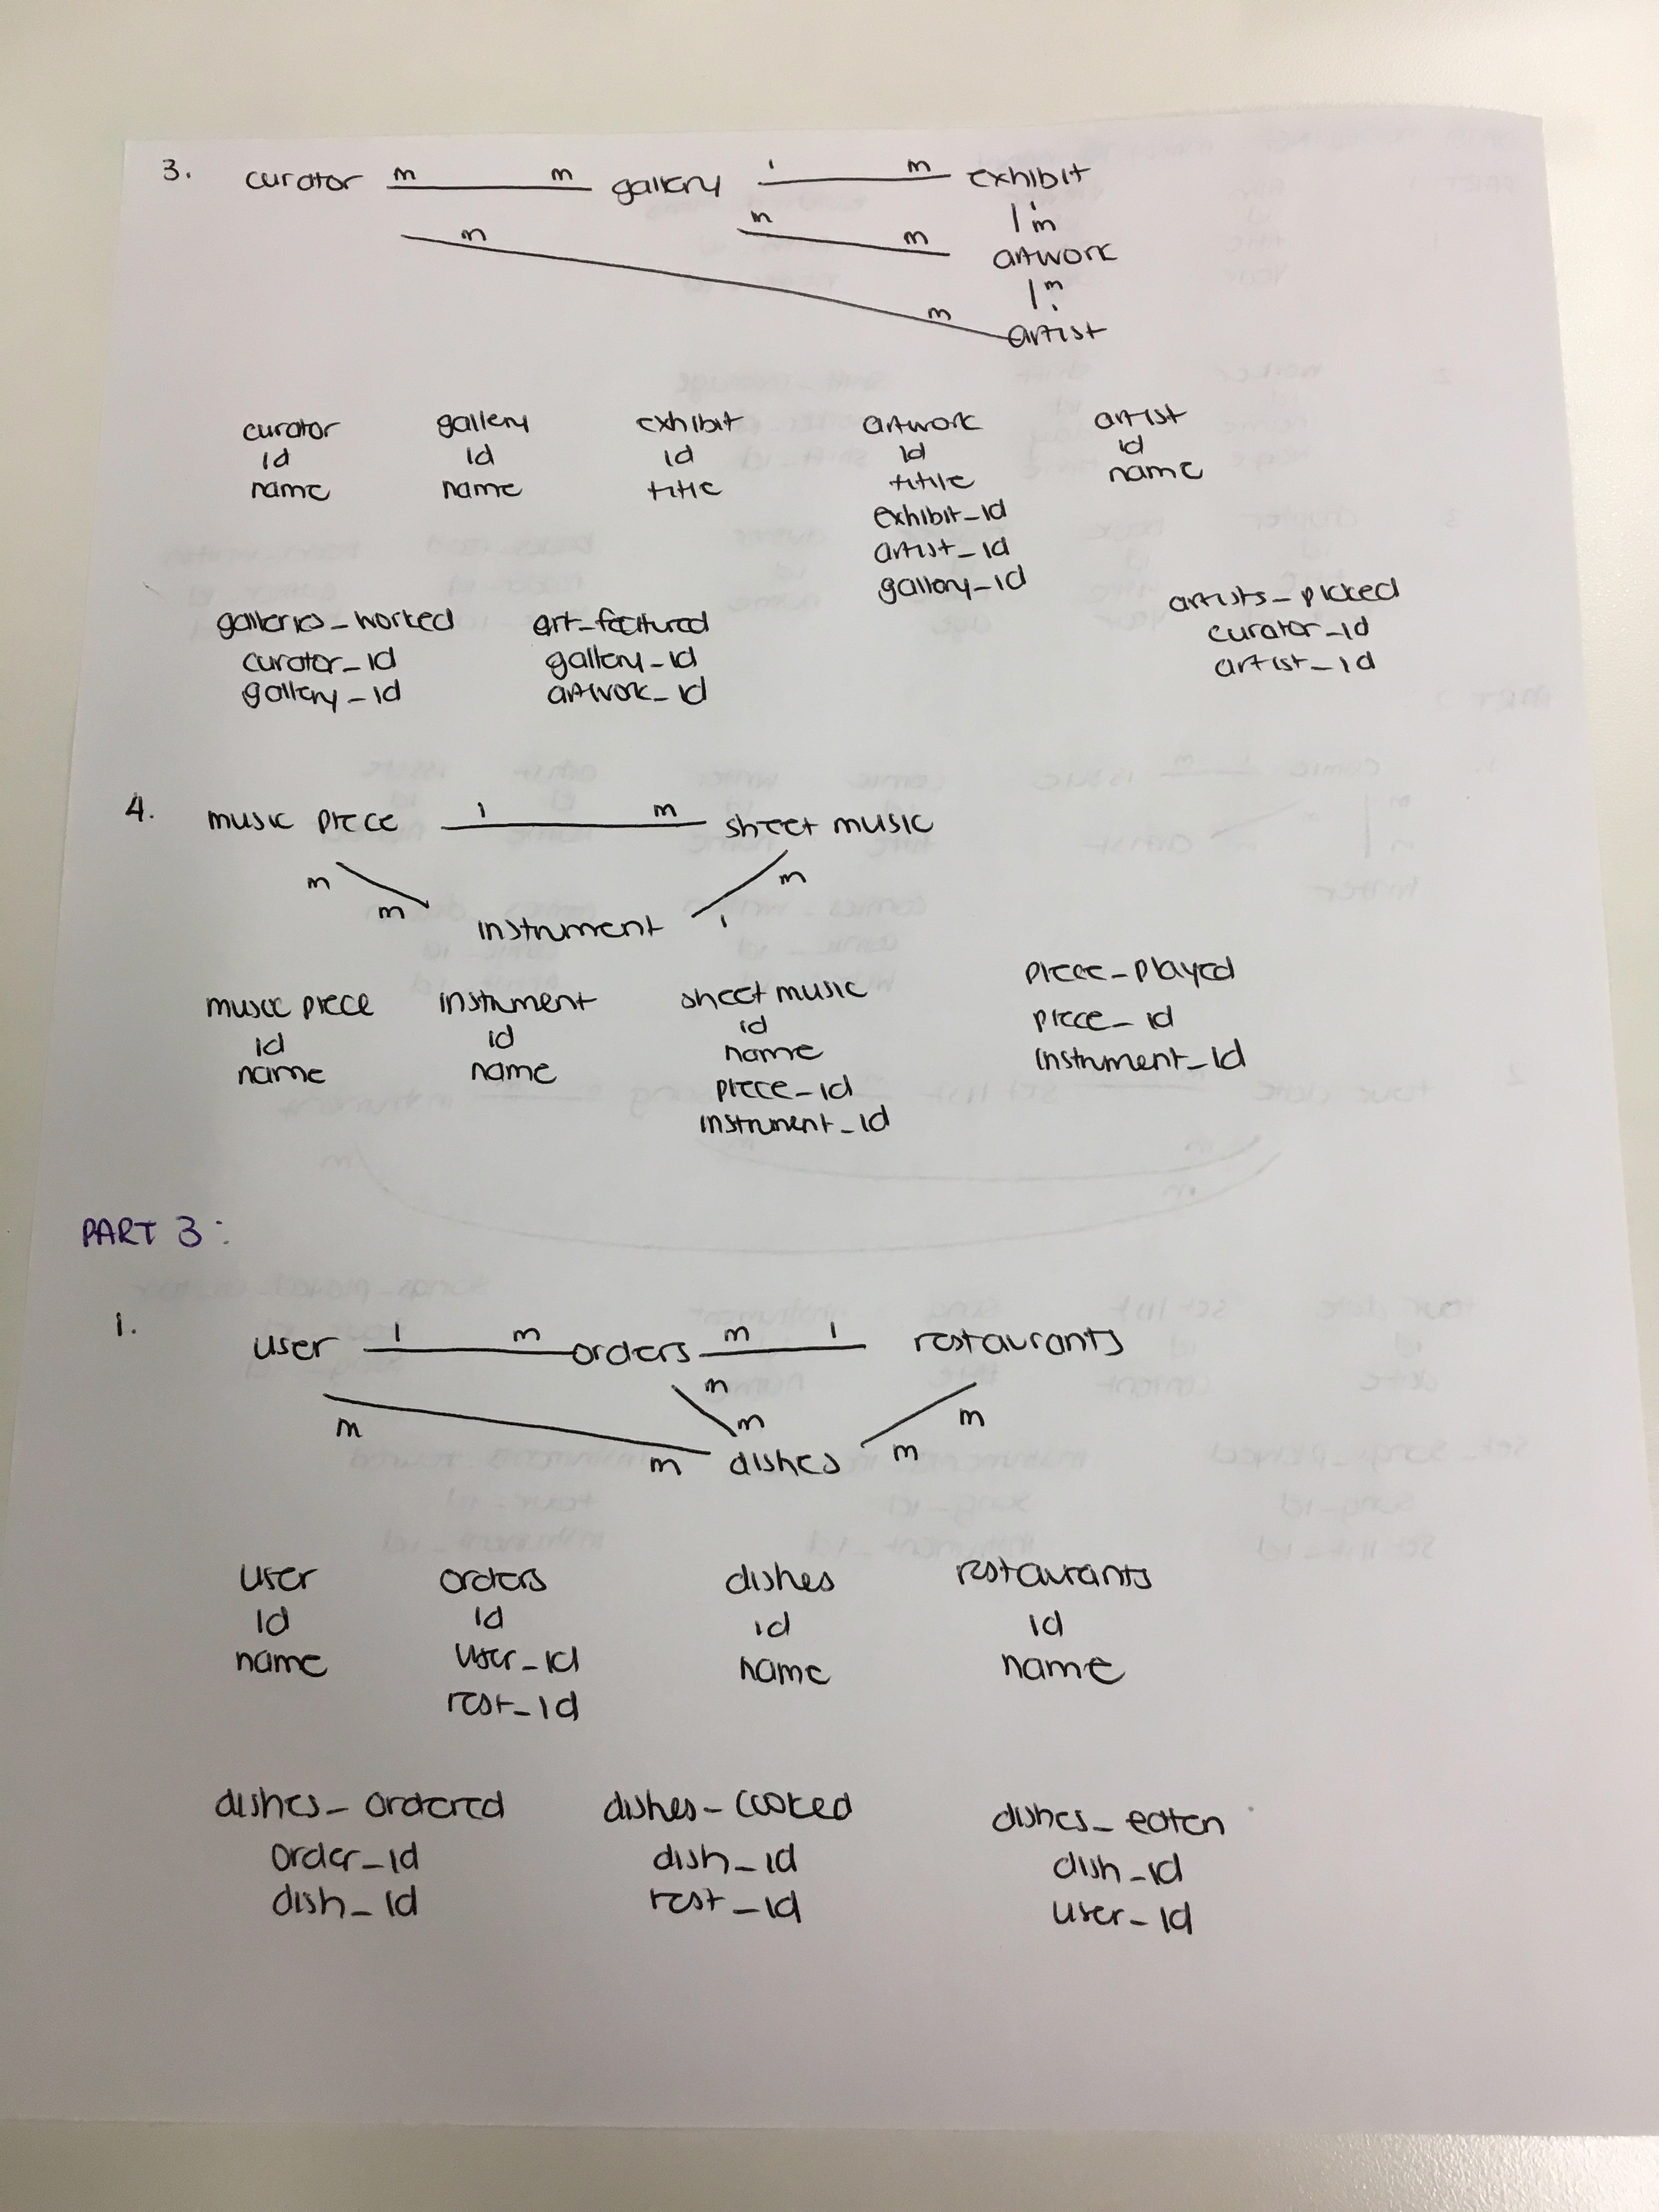 3. curator m m gallery 1 m exhibit
1 m
m m
m
artwork
m 1
m
artist
curator gallery exhibit artwork artist
id id id id id
name name title title name
exhibit_id
artist_id
gallery_id
galleries_worked art_featured artists_picked
curator_id gallery_id curator_id
gallery_id artwork_id artist_id
4. music piece 1 m sheet music
m m
m instrument 1
music piece instrument sheet music piece_played
id id id piece_id
name name name instrument_id
piece_id
instrument_id
PART 3:
1. user 1 m orders m 1 restaurants
m
m m m
m dishes m
user orders dishes restaurants
id id id id
name user_id name name
rest_id
dishes_ordered dishes_cooked dishes_eaten
order_id dish_id dish_id
dish_id rest_id user_id